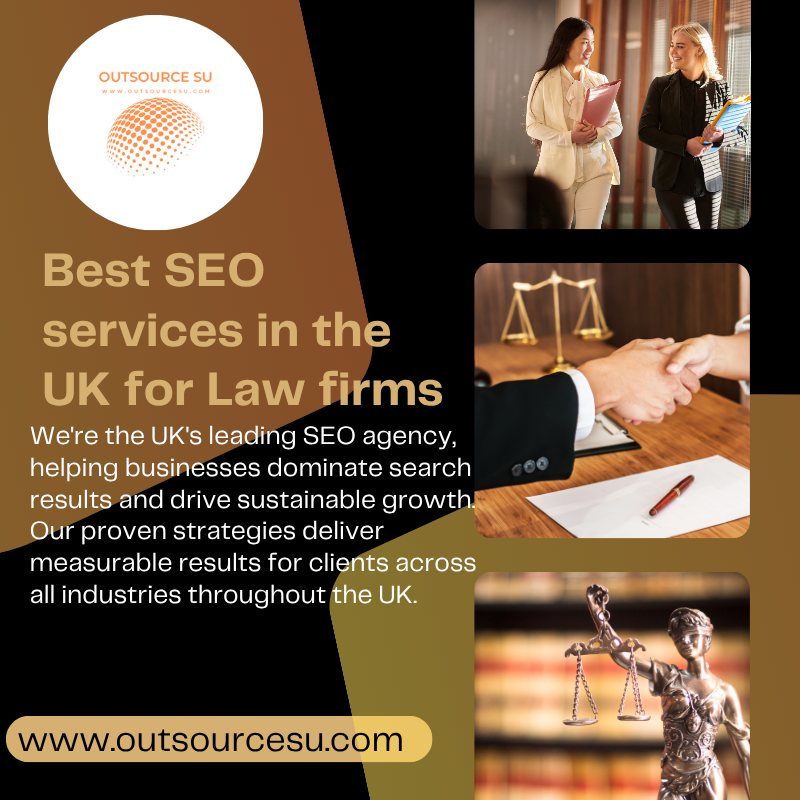 OUTSOURCE SU
WWW.OUTSOURCESU.COM
Best SEO
services in the
UK for Law firms
We're the UK's leading SEO agency,
helping businesses dominate search
results and drive sustainable growth.
Our proven strategies deliver
measurable results for clients across
all industries throughout the UK.
www.outsourcesu.com